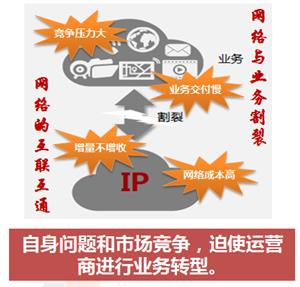 竞争压力大
业务
业务交付慢
割裂
增量不增收
IP
网络成本高
网络的互联互通
网络与业务割裂
自身问题和市场竞争，迫使运营
商进行业务转型。